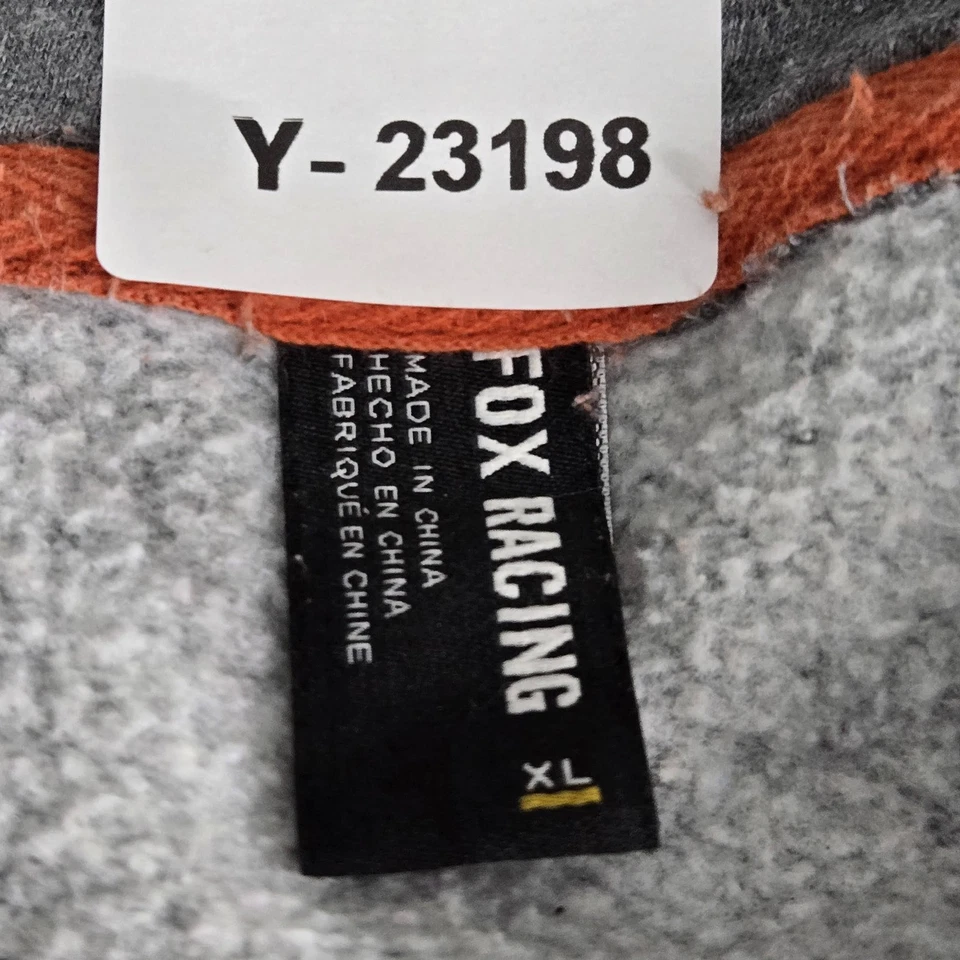 Y- 23198
FOX RACING
XL
MADE IN CHINA
HECHO EN CHINA
FABRIQUÉ EN CHINE